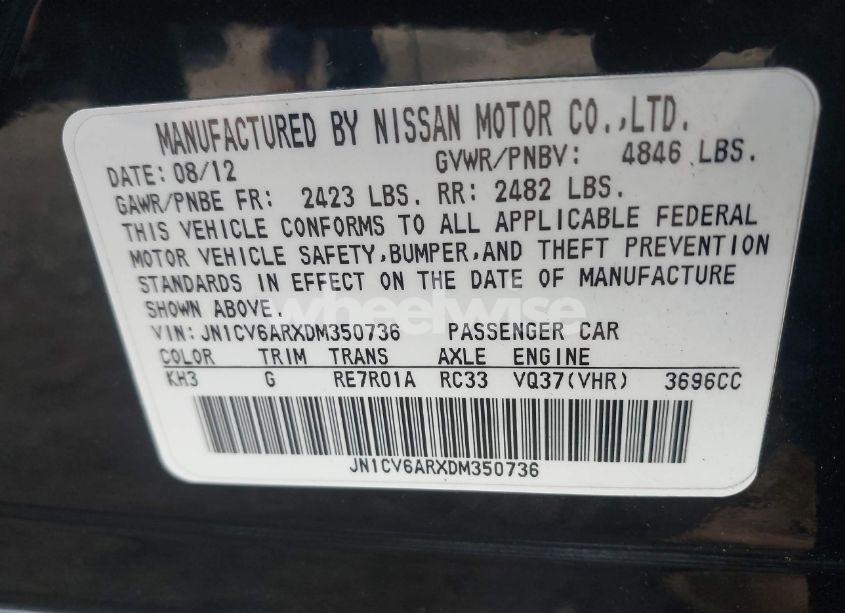 MANUFACTURED BY NISSAN MOTOR CO.,LTD.
DATE: 08/12 GVWR/PNBV: 4846 LBS.
GAWR/PNBE FR: 2423 LBS. RR: 2482 LBS.
THIS VEHICLE CONFORMS TO ALL APPLICABLE FEDERAL
MOTOR VEHICLE SAFETY,BUMPER,AND THEFT PREVENTION
STANDARDS IN EFFECT ON THE DATE OF MANUFACTURE
SHOWN ABOVE.
wheelwise
VIN: JN1CV6ARXDM350736 PASSENGER CAR
COLOR TRIM TRANS AXLE ENGINE
KH3 G RE7R01A RC33 VQ37(VHR) 3696CC
JN1CV6ARXDM350736